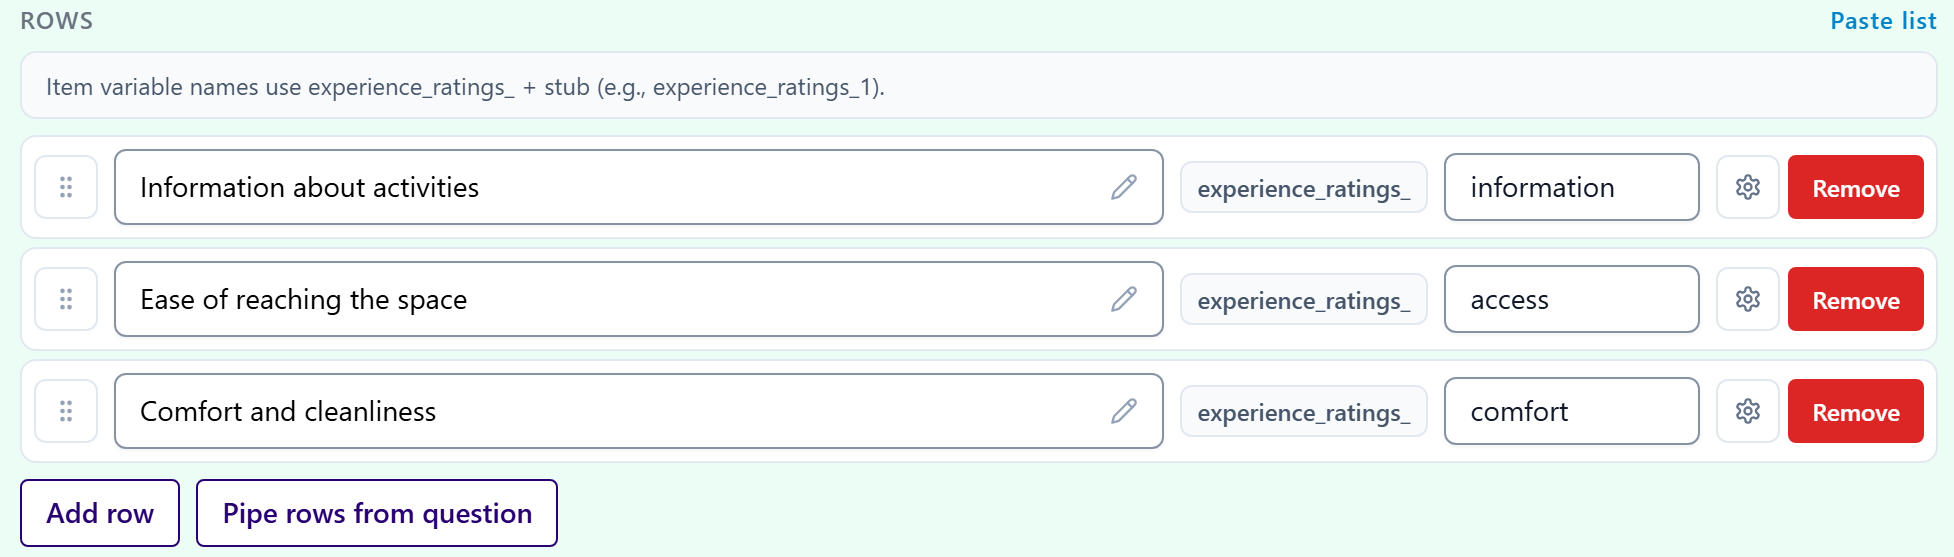 ROWS Paste list
Item variable names use experience_ratings_ + stub (e.g., experience_ratings_1).
Information about activities experience_ratings_ information Remove
Ease of reaching the space experience_ratings_ access Remove
Comfort and cleanliness experience_ratings_ comfort Remove
Add row Pipe rows from question